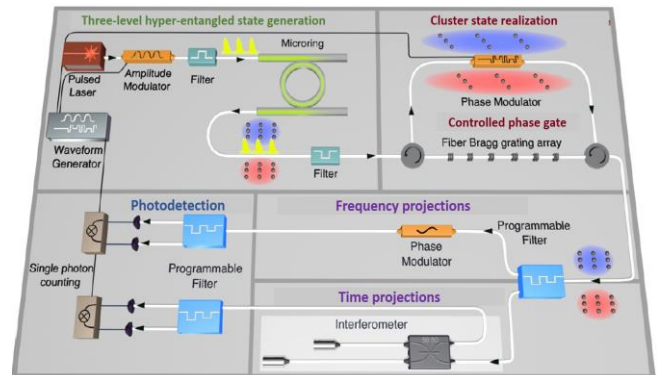 Three-level hyper-entangled state generation
Cluster state realization
Microring
Pulsed
Laser
Amplitude
Modulator
Filter
Phase Modulator
Controlled phase gate
Waveform
Generator
Fiber Bragg grating array
Filter
Photodetection
Frequency projections
Programmable
Filter
Phase
Modulator
Single photon
counting
Programmable
Filter
Time projections
Interferometer
50:50